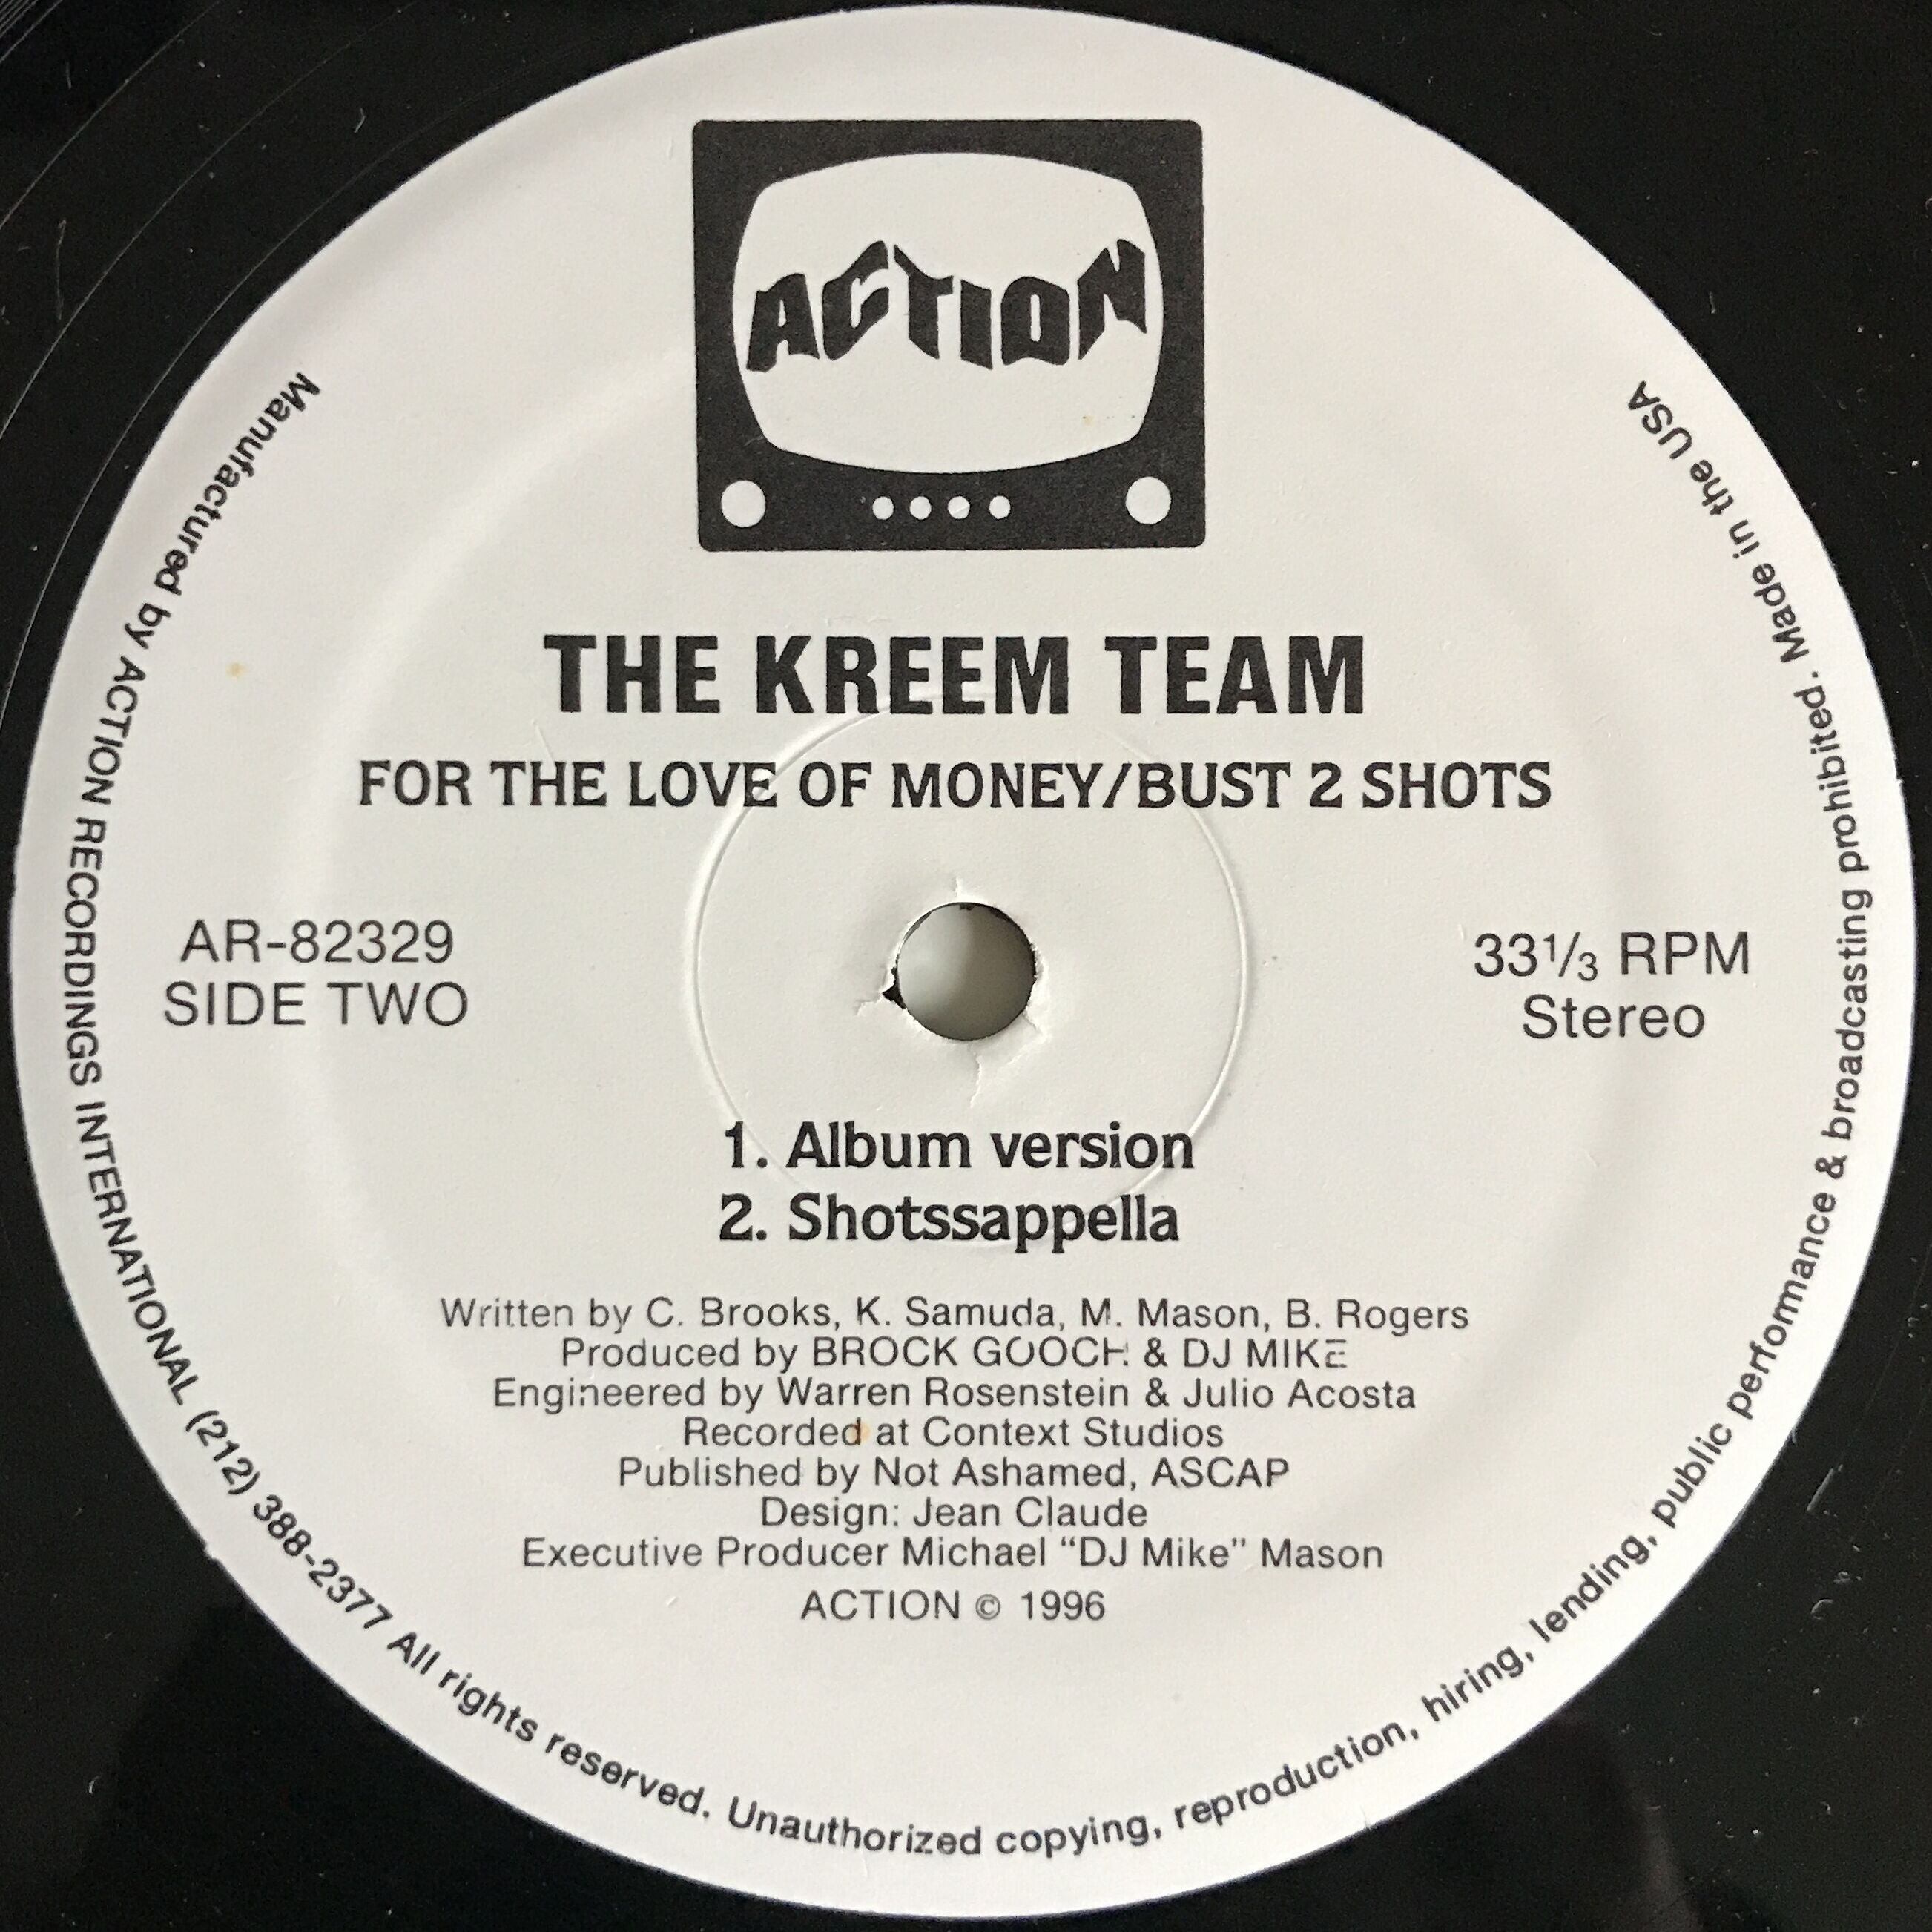 ACTION
THE KREEM TEAM
FOR THE LOVE OF MONEY/BUST 2 SHOTS
AR-82329
SIDE TWO
33⅓ RPM
Stereo
1. Album version
2. Shotssappella
Written by C. Brooks, K. Samuda, M. Mason, B. Rogers
Produced by BROCK GOOCH & DJ MIKE
Engineered by Warren Rosenstein & Julio Acosta
Recorded at Context Studios
Published by Not Ashamed, ASCAP
Design: Jean Claude
Executive Producer Michael “DJ Mike” Mason
ACTION © 1996
Manufactured by ACTION RECORDINGS INTERNATIONAL (212) 388-2377 All rights reserved. Unauthorized copying, reproduction, hiring, lending, public performance & broadcasting prohibited. Made in the USA